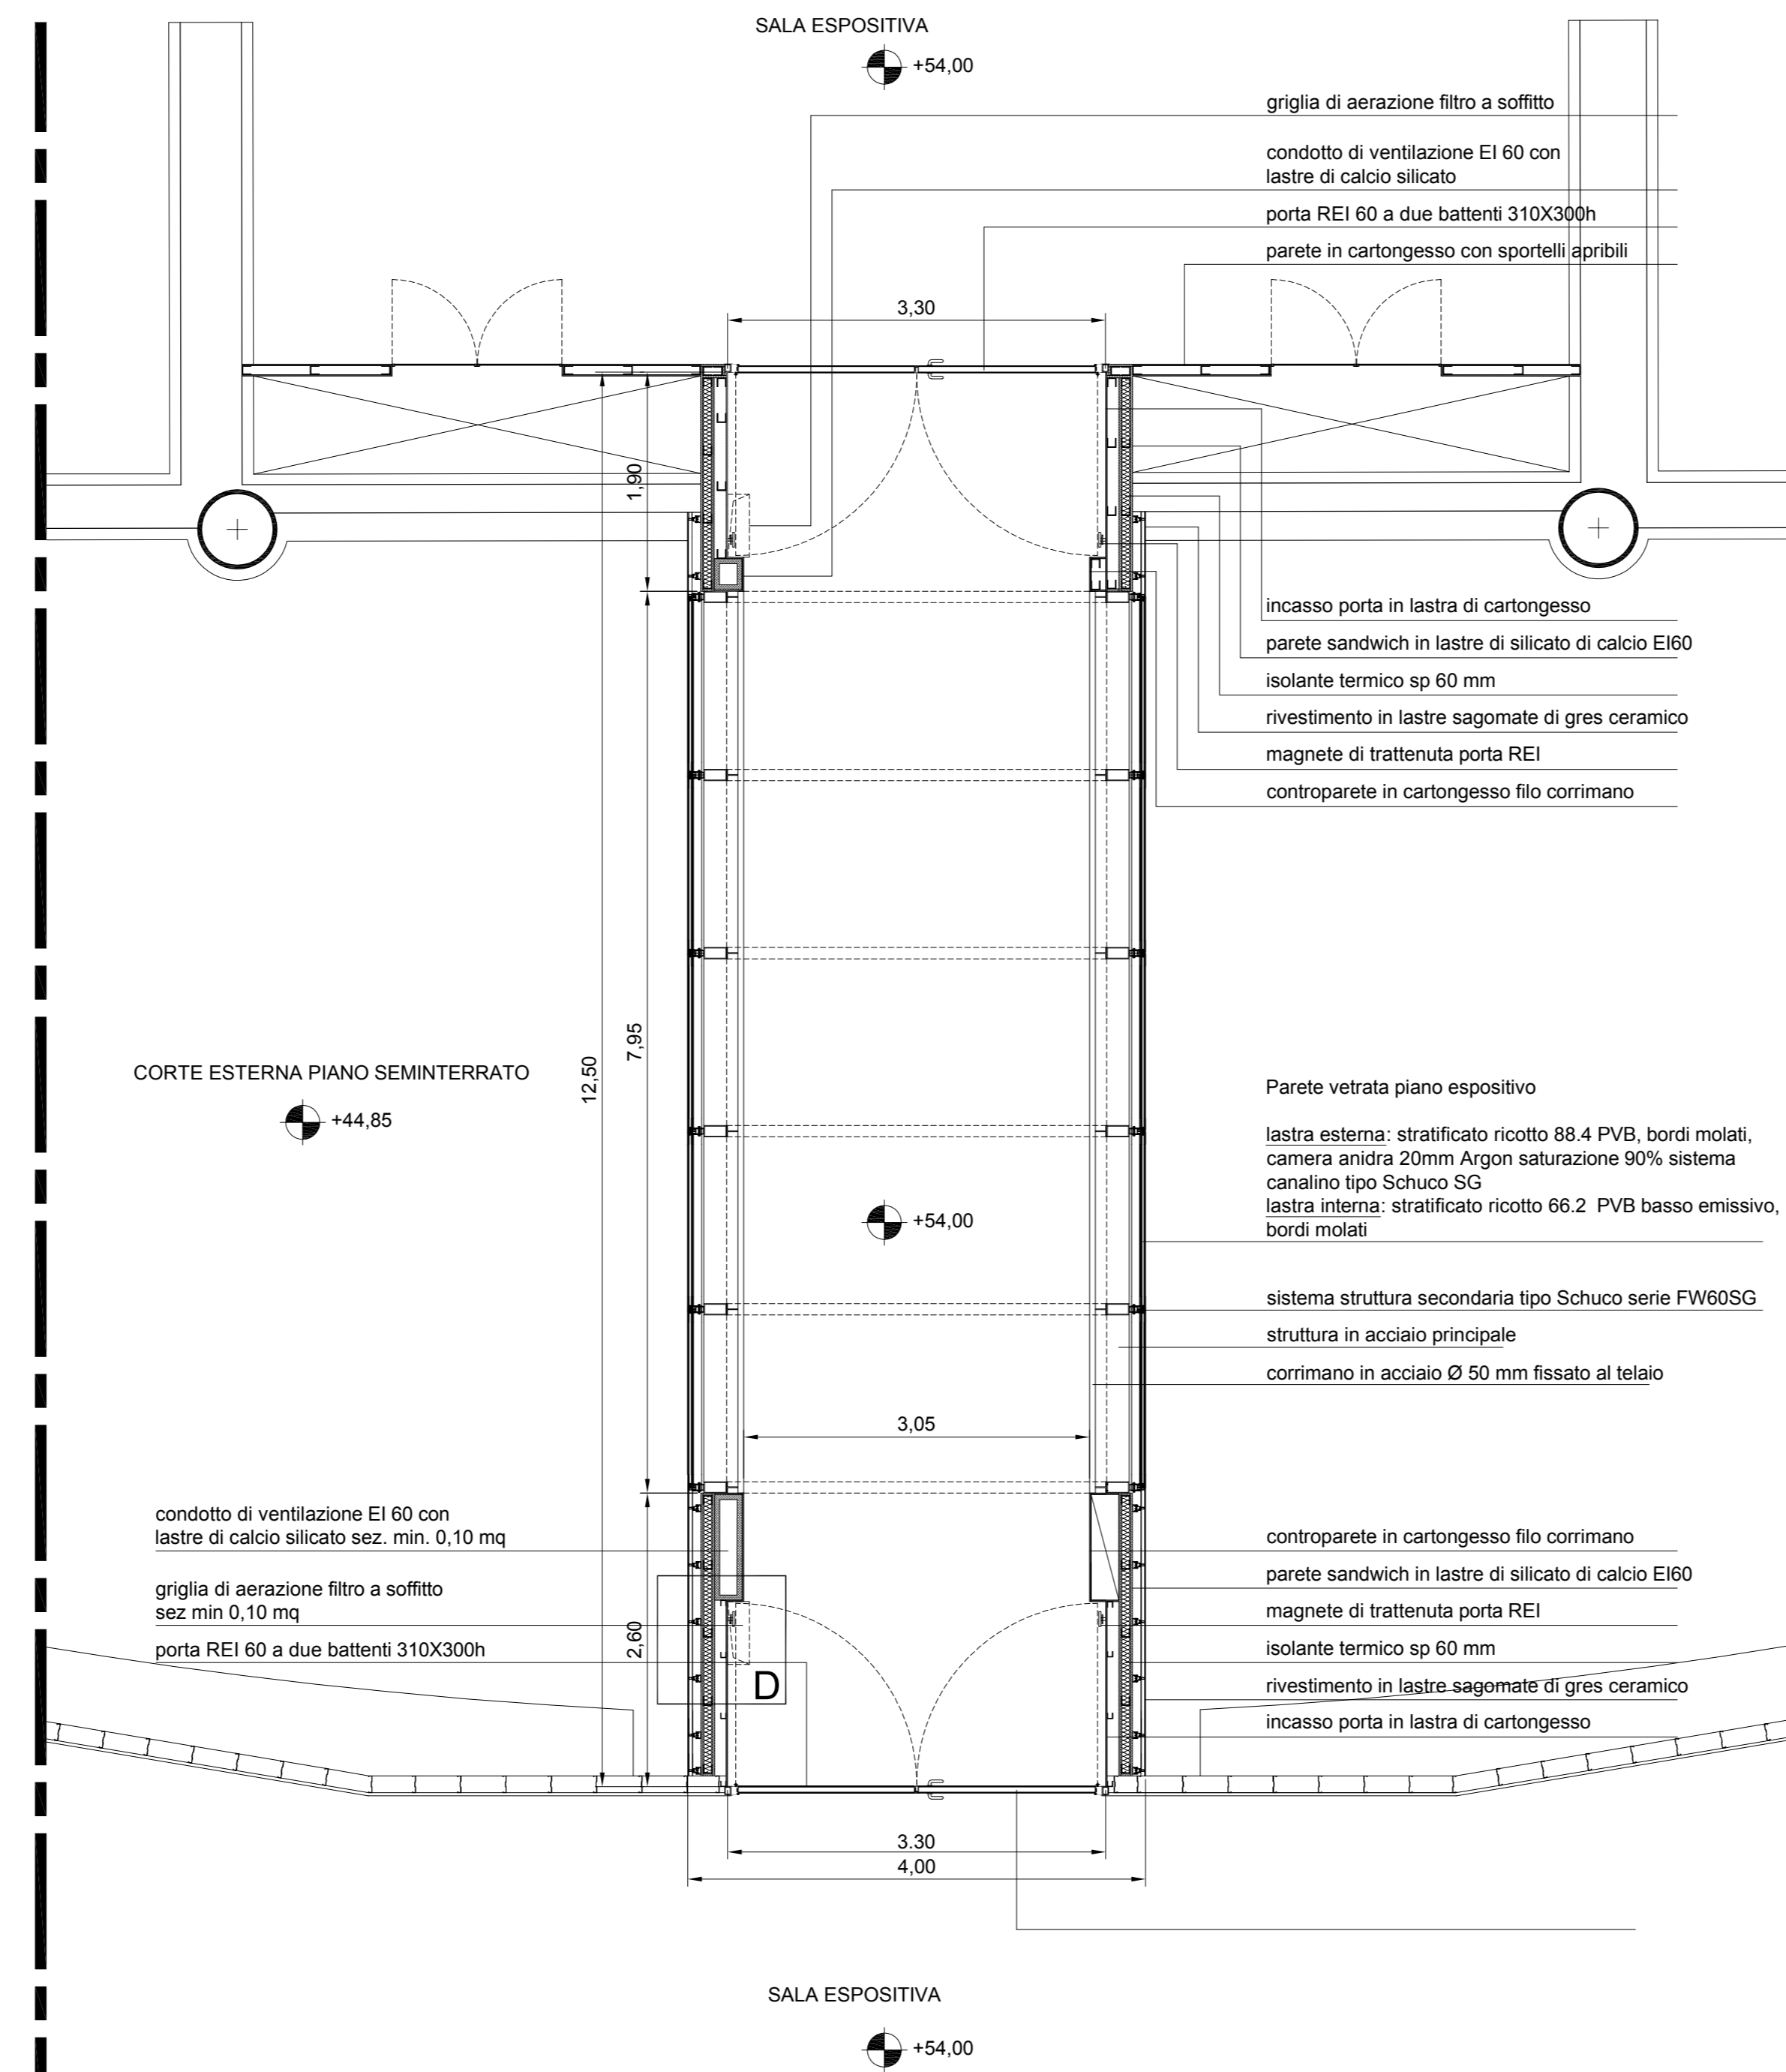 SALA ESPOSITIVA
+54,00
griglia di aerazione filtro a soffitto
condotto di ventilazione EI 60 con
lastre di calcio silicato
porta REI 60 a due battenti 310X300h
parete in cartongesso con sportelli apribili
3,30
1,90
incasso porta in lastra di cartongesso
parete sandwich in lastre di silicato di calcio EI60
isolante termico sp 60 mm
rivestimento in lastre sagomate di gres ceramico
magnete di trattenuta porta REI
controparete in cartongesso filo corrimano
7,95
12,50
CORTE ESTERNA PIANO SEMINTERRATO
+44,85
Parete vetrata piano espositivo
lastra esterna: stratificato ricotto 88.4 PVB, bordi molati,
camera anidra 20mm Argon saturazione 90% sistema
canalino tipo Schuco SG
lastra interna: stratificato ricotto 66.2 PVB basso emissivo,
bordi molati
+54,00
sistema struttura secondaria tipo Schuco serie FW60SG
struttura in acciaio principale
corrimano in acciaio Ø 50 mm fissato al telaio
3,05
condotto di ventilazione EI 60 con
lastre di calcio silicato sez. min. 0,10 mq
griglia di aerazione filtro a soffitto
sez min 0,10 mq
porta REI 60 a due battenti 310X300h
2,60
D
controparete in cartongesso filo corrimano
parete sandwich in lastre di silicato di calcio EI60
magnete di trattenuta porta REI
isolante termico sp 60 mm
rivestimento in lastre sagomate di gres ceramico
incasso porta in lastra di cartongesso
3.30
4,00
SALA ESPOSITIVA
+54,00